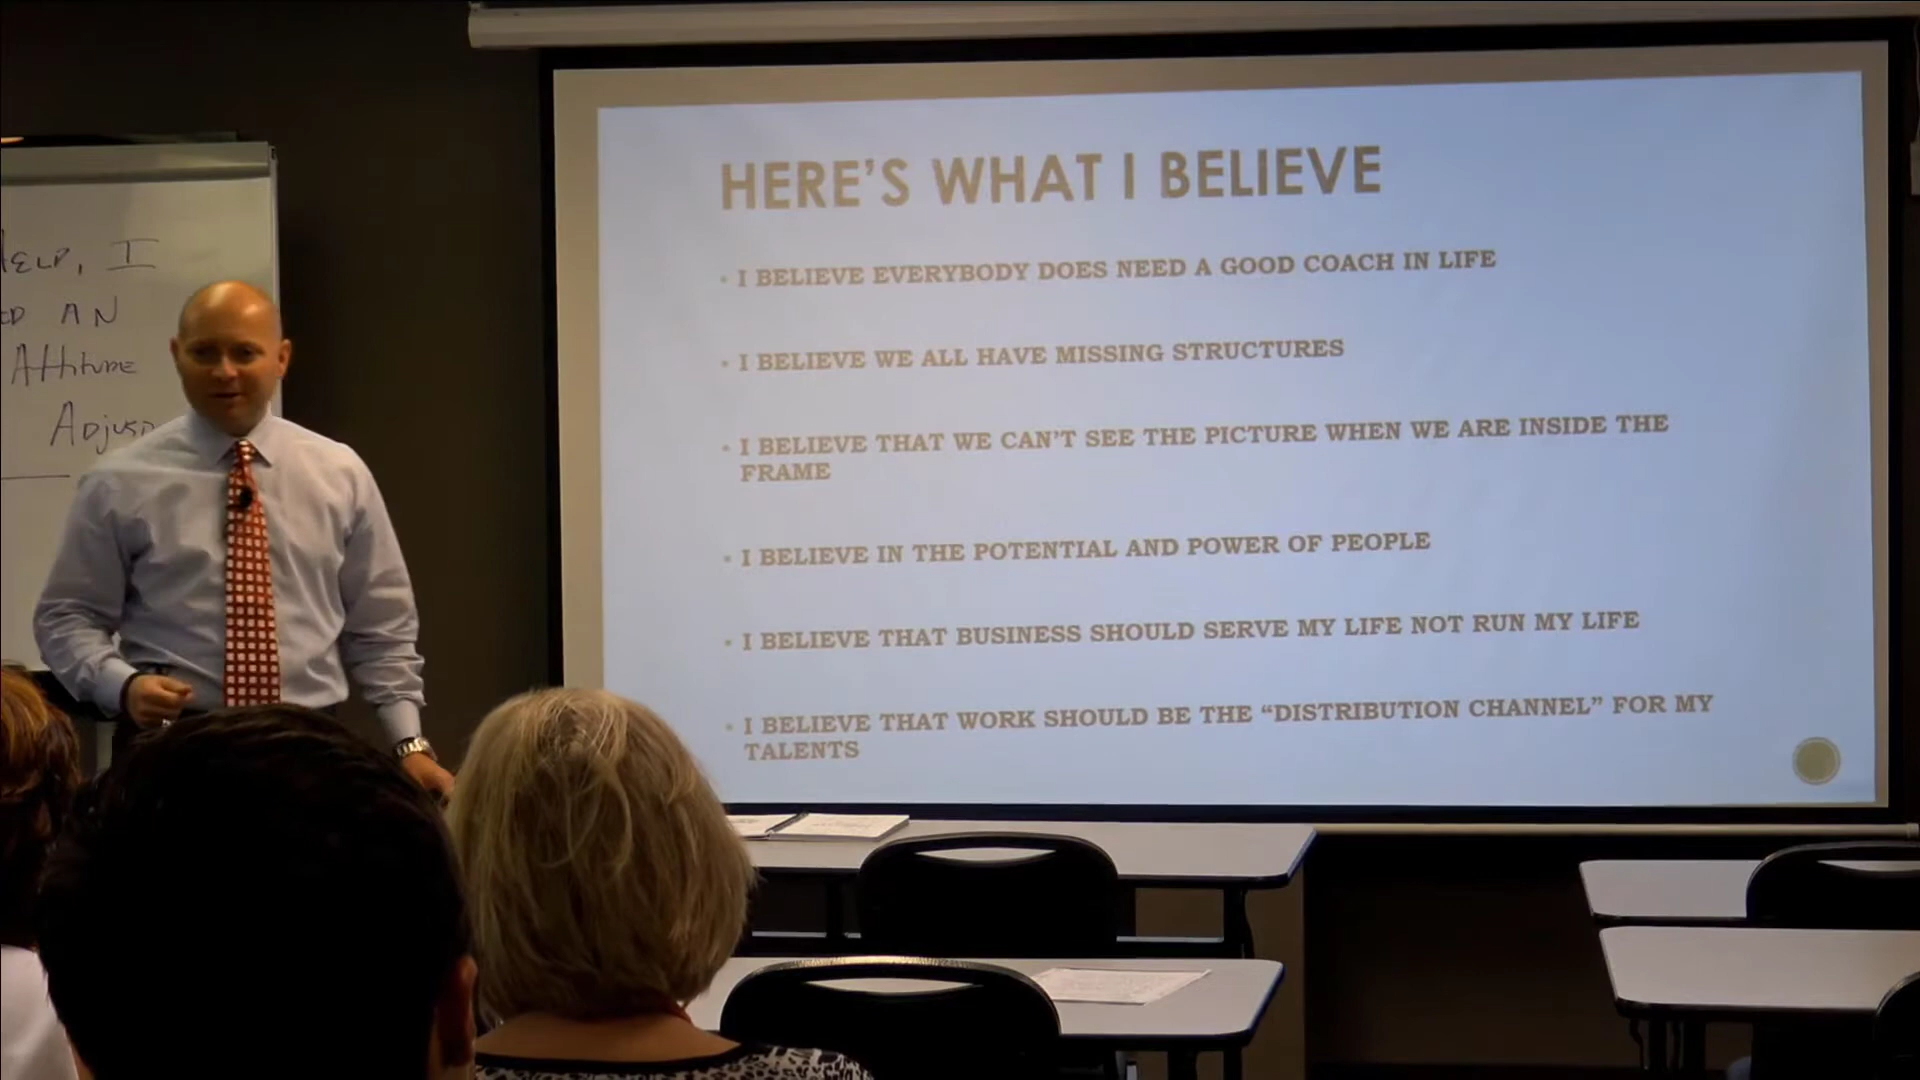 HELP, I
AN
Attitude
HERE'S WHAT I BELIEVE
• I BELIEVE EVERYBODY DOES NEED A GOOD COACH IN LIFE
• I BELIEVE WE ALL HAVE MISSING STRUCTURES
• I BELIEVE THAT WE CAN'T SEE THE PICTURE WHEN WE ARE INSIDE THE
FRAME
• I BELIEVE IN THE POTENTIAL AND POWER OF PEOPLE
• I BELIEVE THAT BUSINESS SHOULD SERVE MY LIFE NOT RUN MY LIFE
• I BELIEVE THAT WORK SHOULD BE THE “DISTRIBUTION CHANNEL” FOR MY
TALENTS